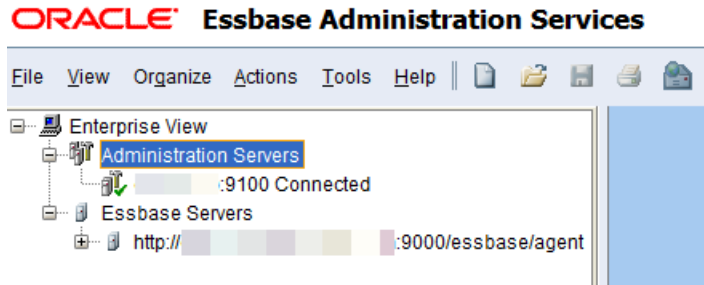 ORACLE Essbase Administration Services
File View Organize Actions Tools Help
Enterprise View
Administration Servers
:9100 Connected
Essbase Servers
http:// :9000/essbase/agent